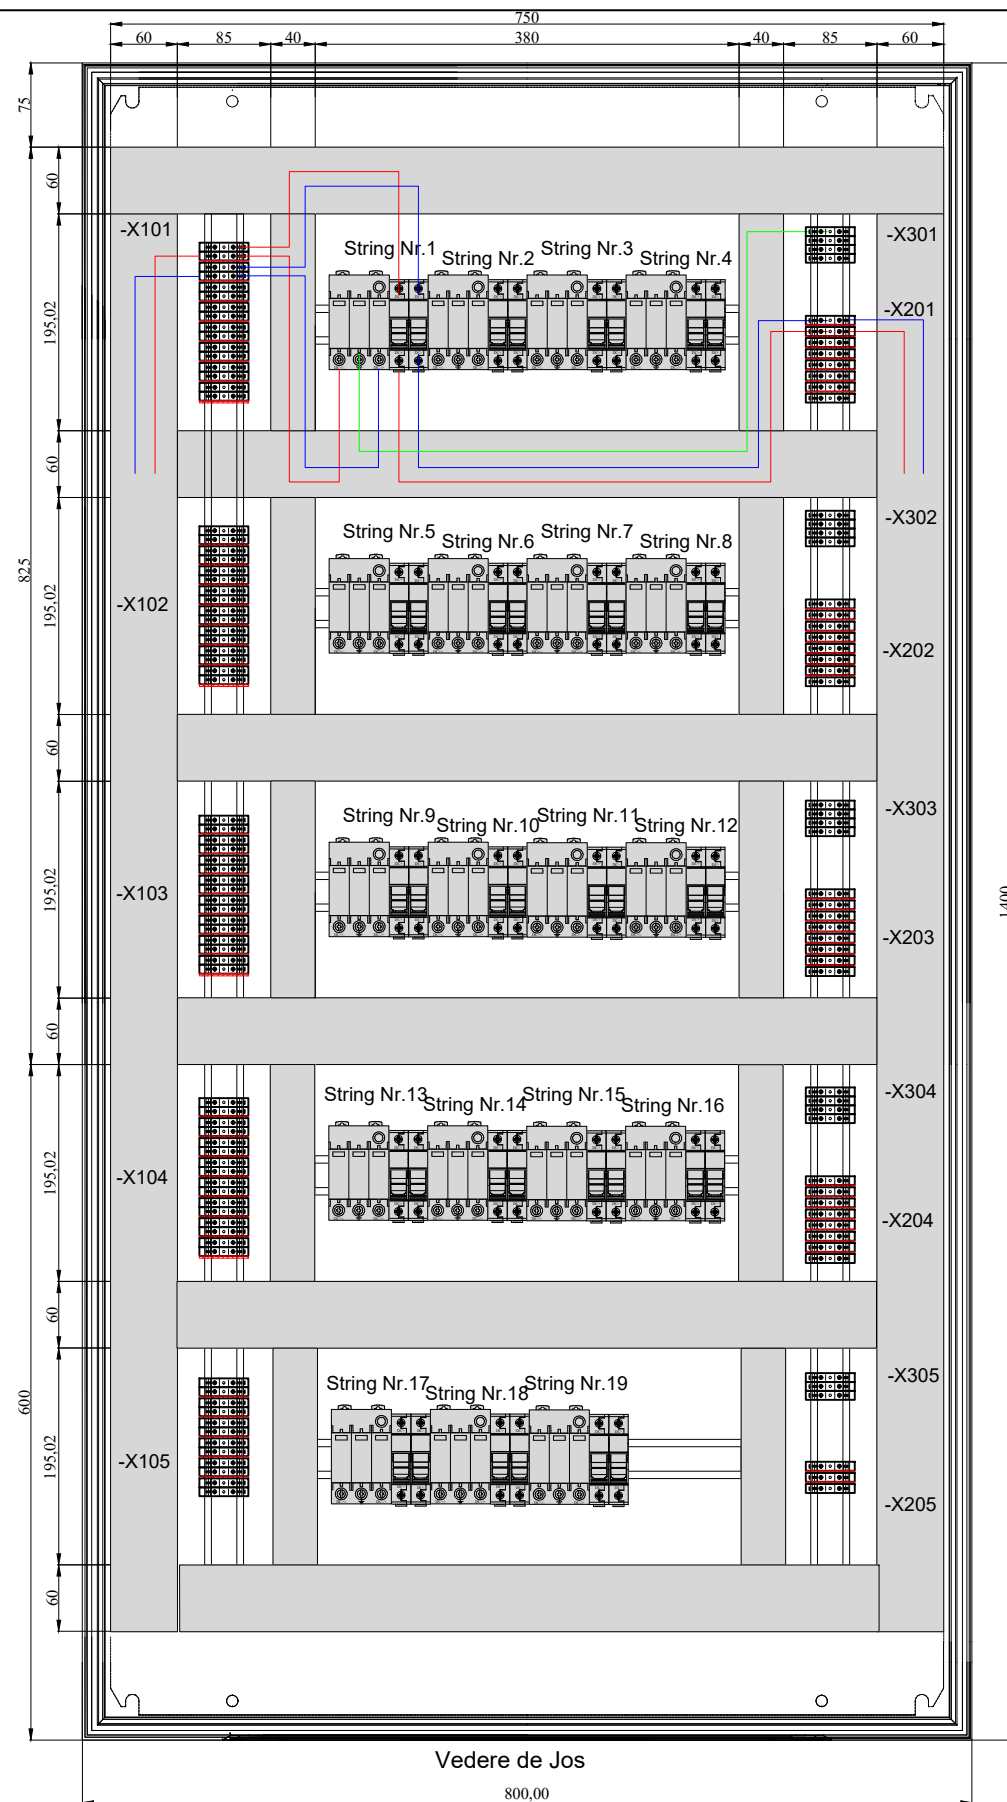 750
60 85 40 380 40 85 60
75
60
-X101
-X301
String Nr.1 String Nr.2 String Nr.3 String Nr.4
-X201
195,02
60
825
-X302
String Nr.5 String Nr.6 String Nr.7 String Nr.8
-X102
195,02
-X202
60
-X303
String Nr.9 String Nr.10 String Nr.11 String Nr.12
-X103
195,02
1400
-X203
60
-X304
String Nr.13 String Nr.14 String Nr.15 String Nr.16
-X104
195,02
-X204
60
600
-X305
String Nr.17 String Nr.18 String Nr.19
-X105
195,02
-X205
60
Vedere de Jos
800,00